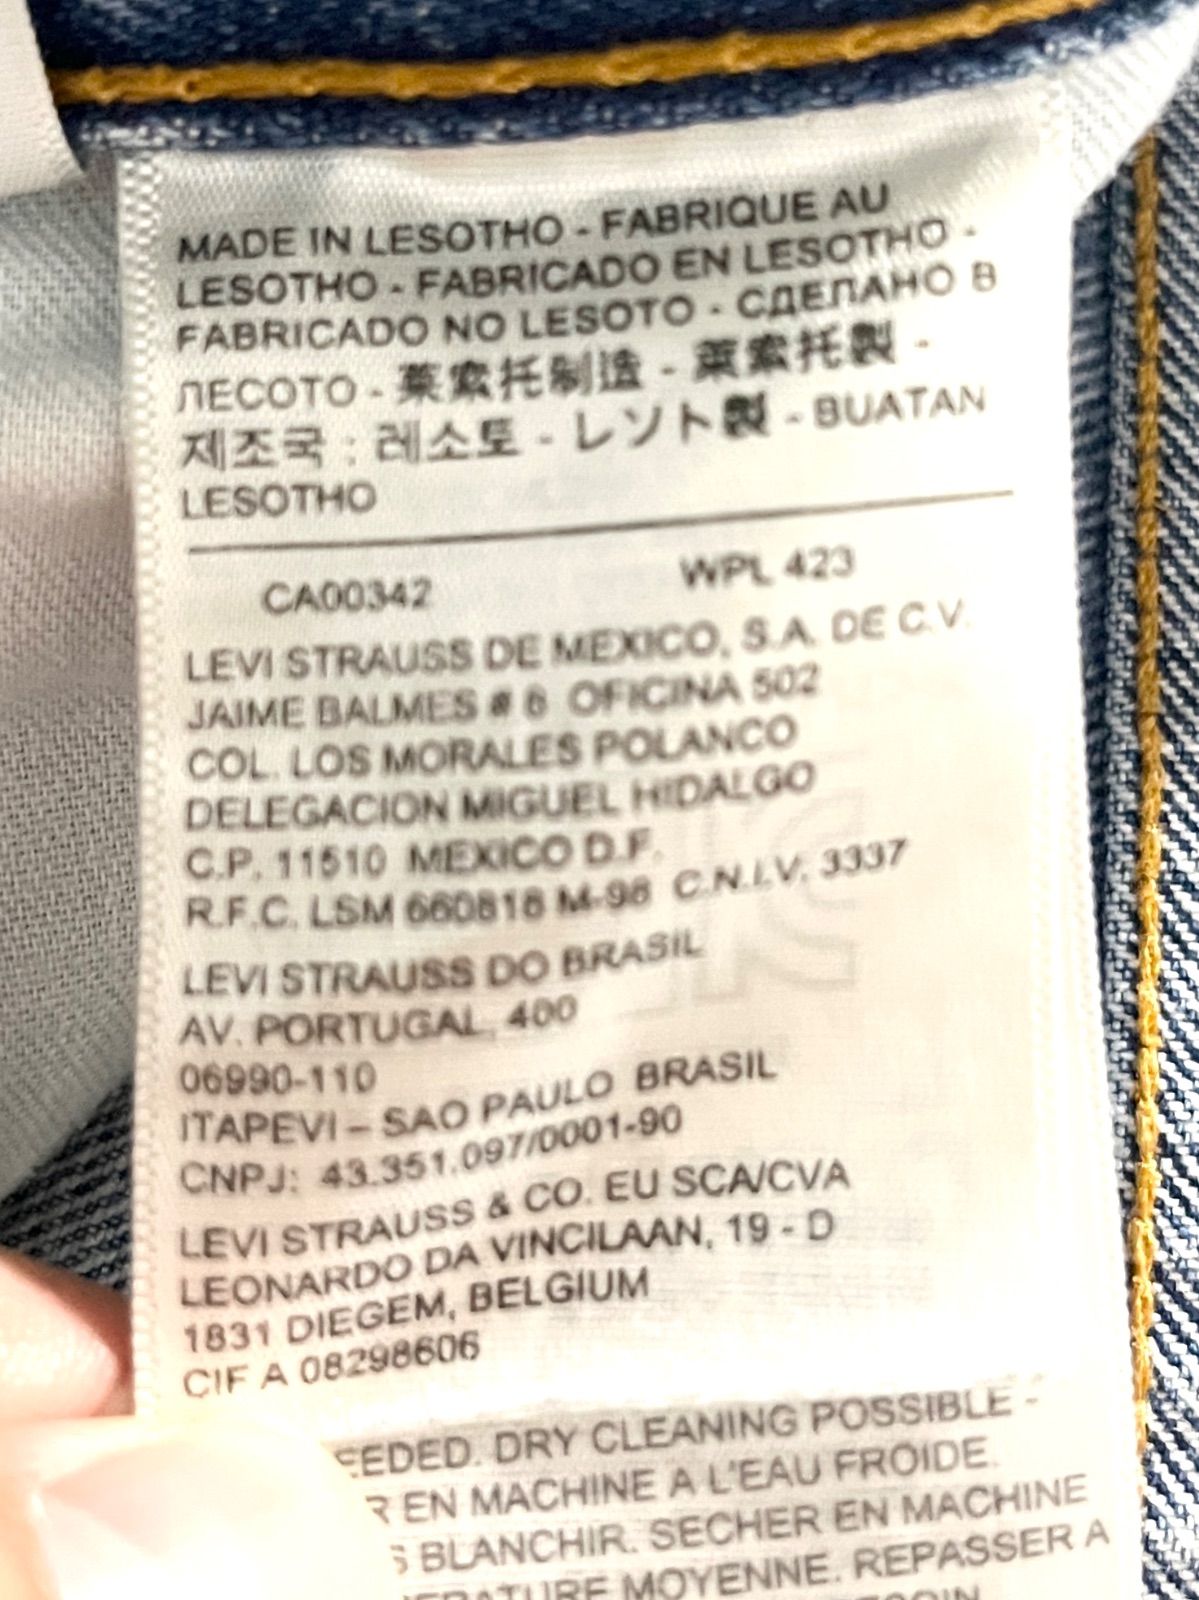 MADE IN LESOTHO - FABRIQUE AU
LESOTHO - FABRICADO EN LESOTHO -
FABRICADO NO LESOTO - СДЕЛАНО В
ЛЕСОТО - 莱索托制造 - 萊索托製 -
제조국 : 레소토 - レソト製 - BUATAN
LESOTHO
CA00342 WPL 423
LEVI STRAUSS DE MEXICO, S.A. DE C.V.
JAIME BALMES # 8 OFICINA 502
COL. LOS MORALES POLANCO
DELEGACION MIGUEL HIDALGO
C.P. 11510 MEXICO D.F.
R.F.C. LSM 660818 M-98 C.N.I.V. 3337
LEVI STRAUSS DO BRASIL
AV. PORTUGAL, 400
06990-110
ITAPEVI – SAO PAULO BRASIL
CNPJ: 43.351.097/0001-90
LEVI STRAUSS & CO. EU SCA/CVA
LEONARDO DA VINCILAAN, 19 - D
1831 DIEGEM, BELGIUM
CIF A 08298606
EEDED. DRY CLEANING POSSIBLE -
R EN MACHINE A L'EAU FROIDE.
S BLANCHIR. SECHER EN MACHINE
ERATURE MOYENNE. REPASSER A